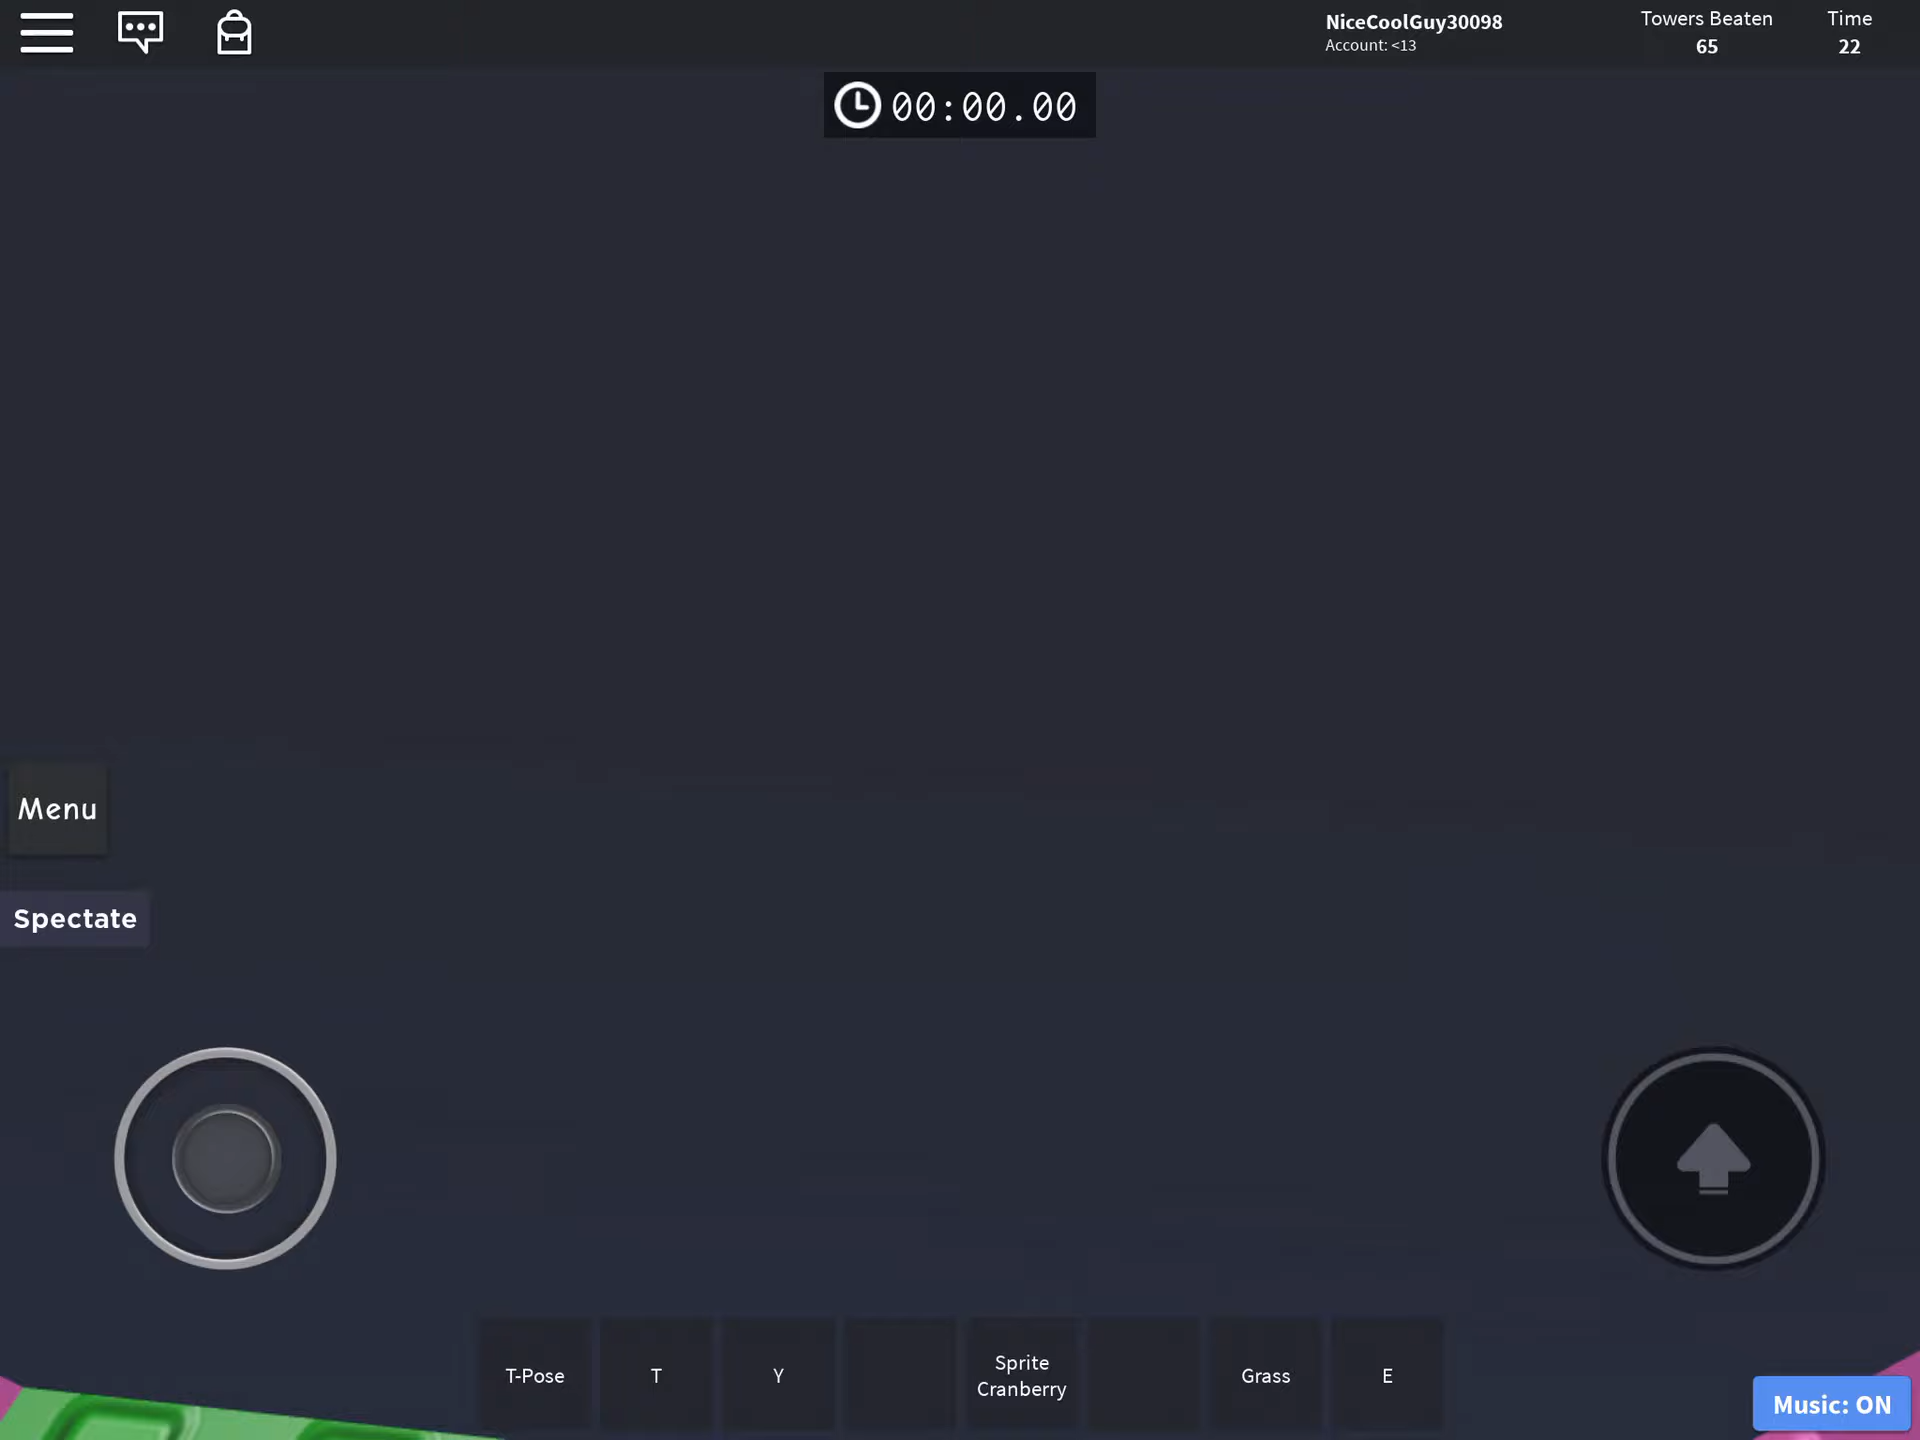 NiceCoolGuy30098
Account: <13
Towers Beaten
65
Time
22
00:00.00
Menu
Spectate
T-Pose
T
Y
Sprite
Cranberry
Grass
E
Music: ON